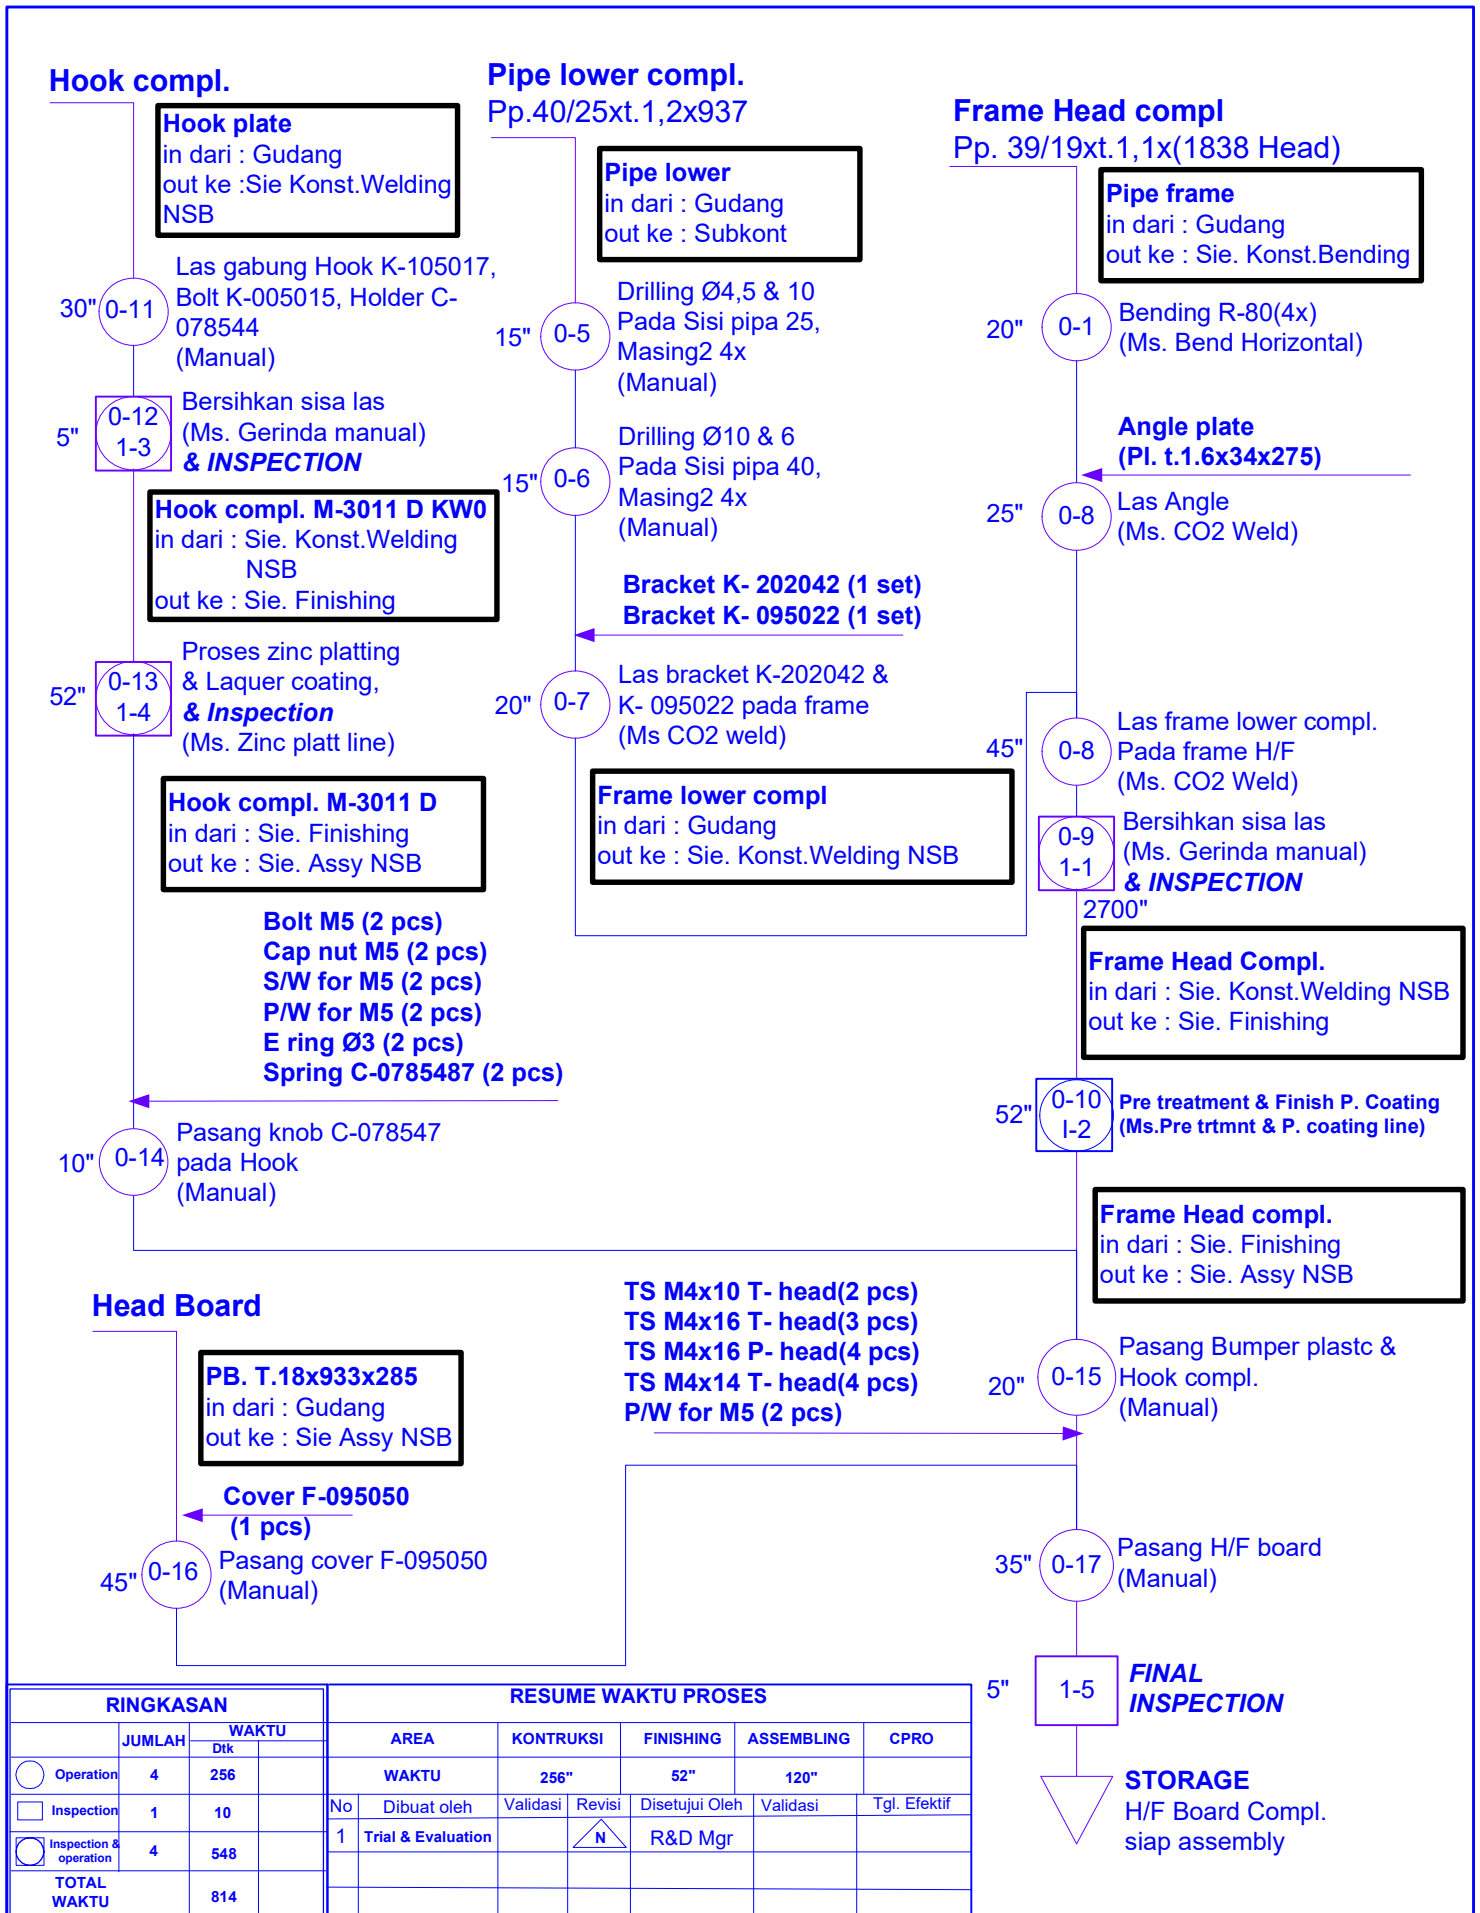 Hook compl.
Hook plate
in dari : Gudang
out ke :Sie Konst.Welding
NSB
30"
0-11
Las gabung Hook K-105017,
Bolt K-005015, Holder C-
078544
(Manual)
5"
0-12
1-3
Bersihkan sisa las
(Ms. Gerinda manual)
& INSPECTION
Hook compl. M-3011 D KW0
in dari : Sie. Konst.Welding
NSB
out ke : Sie. Finishing
52"
0-13
1-4
Proses zinc platting
& Laquer coating,
& Inspection
(Ms. Zinc platt line)
Hook compl. M-3011 D
in dari : Sie. Finishing
out ke : Sie. Assy NSB
Bolt M5 (2 pcs)
Cap nut M5 (2 pcs)
S/W for M5 (2 pcs)
P/W for M5 (2 pcs)
E ring Ø3 (2 pcs)
Spring C-0785487 (2 pcs)
10"
0-14
Pasang knob C-078547
pada Hook
(Manual)
Pipe lower compl.
Pp.40/25xt.1,2x937
Pipe lower
in dari : Gudang
out ke : Subkont
15"
0-5
Drilling Ø4,5 & 10
Pada Sisi pipa 25,
Masing2 4x
(Manual)
15"
0-6
Drilling Ø10 & 6
Pada Sisi pipa 40,
Masing2 4x
(Manual)
Bracket K- 202042 (1 set)
Bracket K- 095022 (1 set)
20"
0-7
Las bracket K-202042 &
K- 095022 pada frame
(Ms CO2 weld)
Frame lower compl
in dari : Gudang
out ke : Sie. Konst.Welding NSB
Frame Head compl
Pp. 39/19xt.1,1x(1838 Head)
Pipe frame
in dari : Gudang
out ke : Sie. Konst.Bending
20"
0-1
Bending R-80(4x)
(Ms. Bend Horizontal)
Angle plate
(Pl. t.1.6x34x275)
25"
0-8
Las Angle
(Ms. CO2 Weld)
45"
0-8
Las frame lower compl.
Pada frame H/F
(Ms. CO2 Weld)
0-9
1-1
Bersihkan sisa las
(Ms. Gerinda manual)
& INSPECTION
2700"
Frame Head Compl.
in dari : Sie. Konst.Welding NSB
out ke : Sie. Finishing
52"
0-10
I-2
Pre treatment & Finish P. Coating
(Ms.Pre trtmnt & P. coating line)
Frame Head compl.
in dari : Sie. Finishing
out ke : Sie. Assy NSB
TS M4x10 T- head(2 pcs)
TS M4x16 T- head(3 pcs)
TS M4x16 P- head(4 pcs)
TS M4x14 T- head(4 pcs)
P/W for M5 (2 pcs)
20"
0-15
Pasang Bumper plastc &
Hook compl.
(Manual)
Head Board
PB. T.18x933x285
in dari : Gudang
out ke : Sie Assy NSB
Cover F-095050
(1 pcs)
45"
0-16
Pasang cover F-095050
(Manual)
35"
0-17
Pasang H/F board
(Manual)
5"
1-5
FINAL
INSPECTION
STORAGE
H/F Board Compl.
siap assembly
RINGKASAN
JUMLAH WAKTU
Dtk
Operation 4 256
Inspection 1 10
Inspection &
operation 4 548
TOTAL
WAKTU 814
RESUME WAKTU PROSES
AREA KONTRUKSI FINISHING ASSEMBLING CPRO
WAKTU 256" 52" 120"
No Dibuat oleh Validasi Revisi Disetujui Oleh Validasi Tgl. Efektif
1 Trial & Evaluation N R&D Mgr